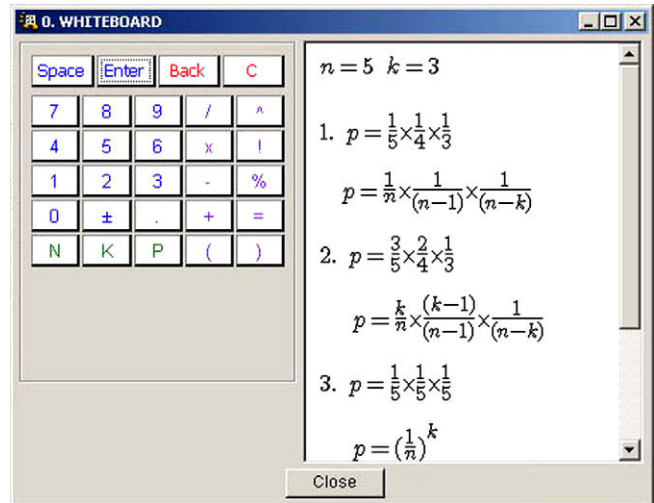 0. WHITEBOARD
Space Enter Back C
7 8 9 / ^
4 5 6 x !
1 2 3 - %
0 ± . + =
N K P ( )
n = 5 k = 3
1. p = 1/5 × 1/4 × 1/3
p = 1/n × 1/(n−1) × 1/(n−k)
2. p = 3/5 × 2/4 × 1/3
p = k/n × (k−1)/(n−1) × 1/(n−k)
3. p = 1/5 × 1/5 × 1/5
p = (1/n)^k
Close